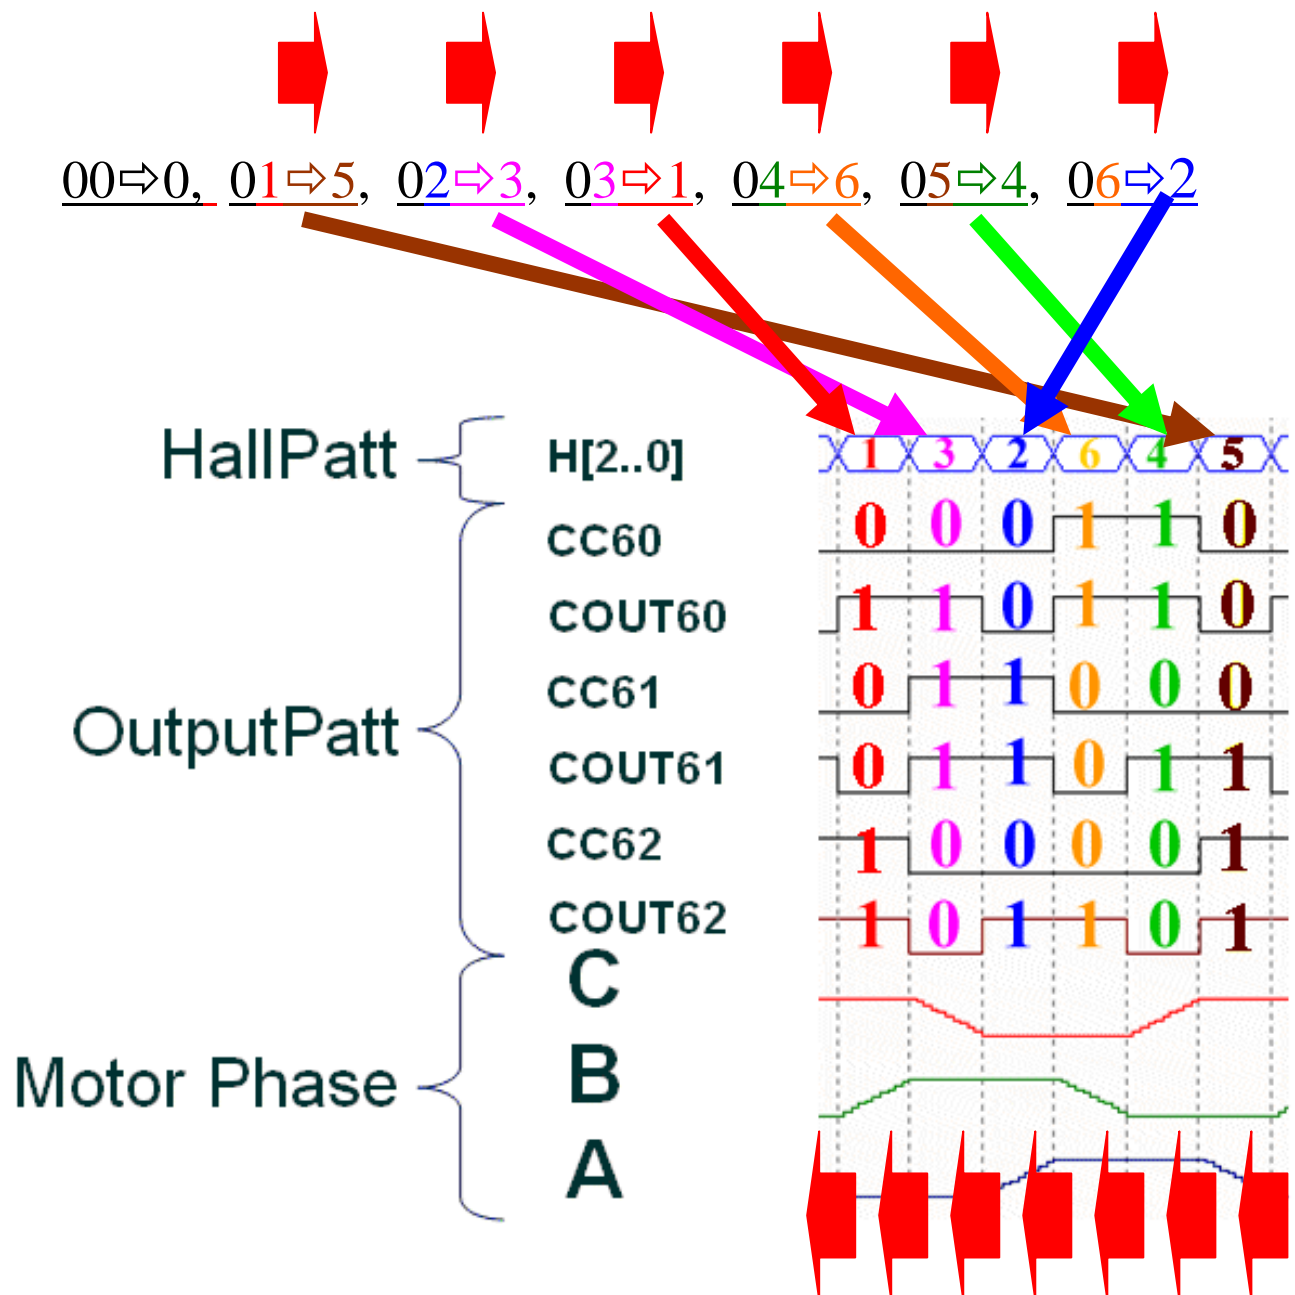 00⇨0, 01⇨5, 02⇨3, 03⇨1, 04⇨6, 05⇨4, 06⇨2
HallPatt H[2..0] 1 3 2 6 4 5
CC60 0 0 0 1 1 0
COUT60 1 1 0 1 1 0
CC61 0 1 1 0 0 0
OutputPatt
COUT61 0 1 1 0 1 1
CC62 1 0 0 0 0 1
COUT62 1 0 1 1 0 1
C
Motor Phase B
A